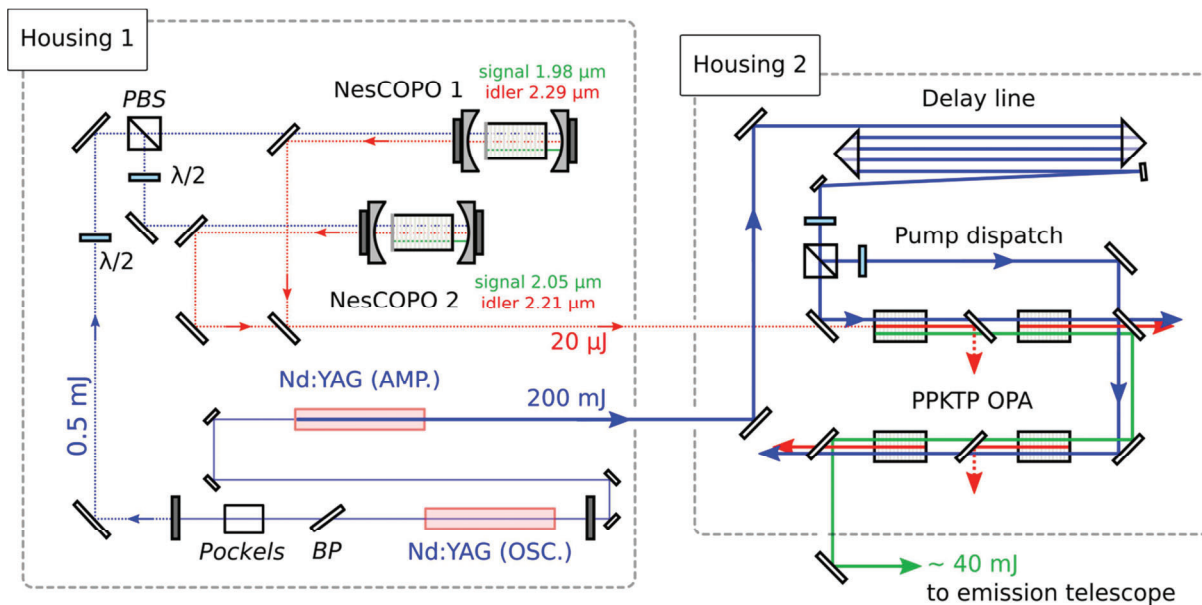 Housing 1
PBS
λ/2
λ/2
NesCOPO 1
signal 1.98 μm
idler 2.29 μm
NesCOPO 2
signal 2.05 μm
idler 2.21 μm
20 μJ
0.5 mJ
Nd:YAG (AMP.)
200 mJ
Pockels
BP
Nd:YAG (OSC.)
Housing 2
Delay line
Pump dispatch
PPKTP OPA
~ 40 mJ
to emission telescope